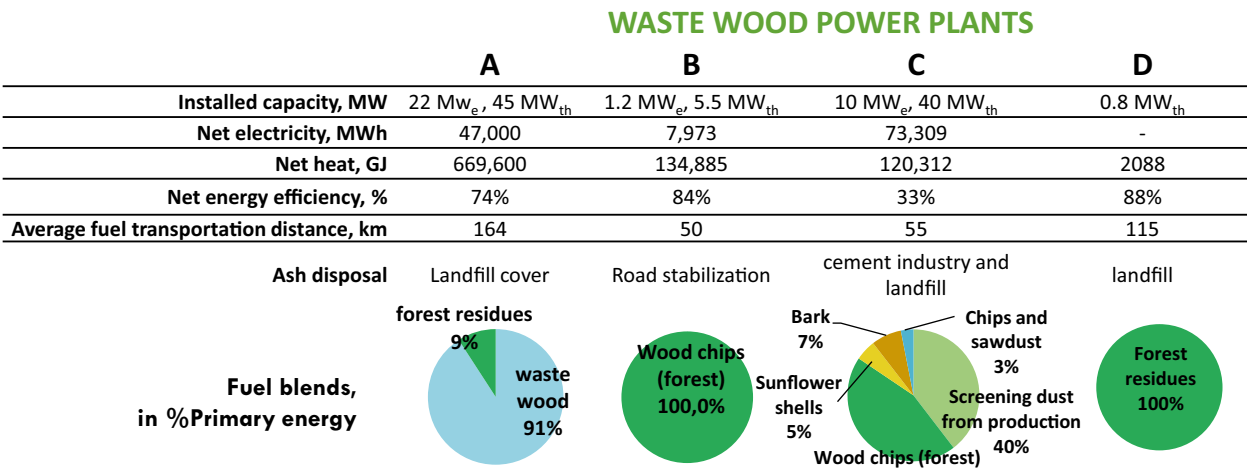 WASTE WOOD POWER PLANTS
A B C D
Installed capacity, MW 22 Mwe , 45 MWth 1.2 MWe, 5.5 MWth 10 MWe, 40 MWth 0.8 MWth
Net electricity, MWh 47,000 7,973 73,309 -
Net heat, GJ 669,600 134,885 120,312 2088
Net energy efficiency, % 74% 84% 33% 88%
Average fuel transportation distance, km 164 50 55 115
Ash disposal Landfill cover Road stabilization cement industry and landfill landfill
Fuel blends,
in %Primary energy
forest residues
9%
waste
wood
91%
Wood chips
(forest)
100,0%
Bark
7%
Chips and
sawdust
3%
Sunflower
shells
5%
Screening dust
from production
40%
Wood chips (forest)
Forest
residues
100%